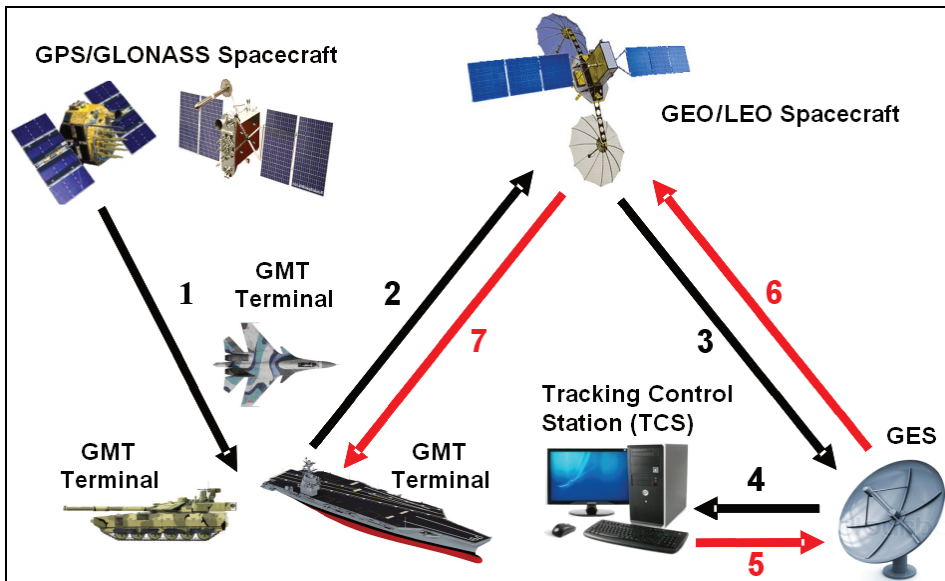 GPS/GLONASS Spacecraft
GEO/LEO Spacecraft
1
GMT
Terminal
2
7
3
6
Tracking Control
Station (TCS)
GES
GMT
Terminal
GMT
Terminal
4
5